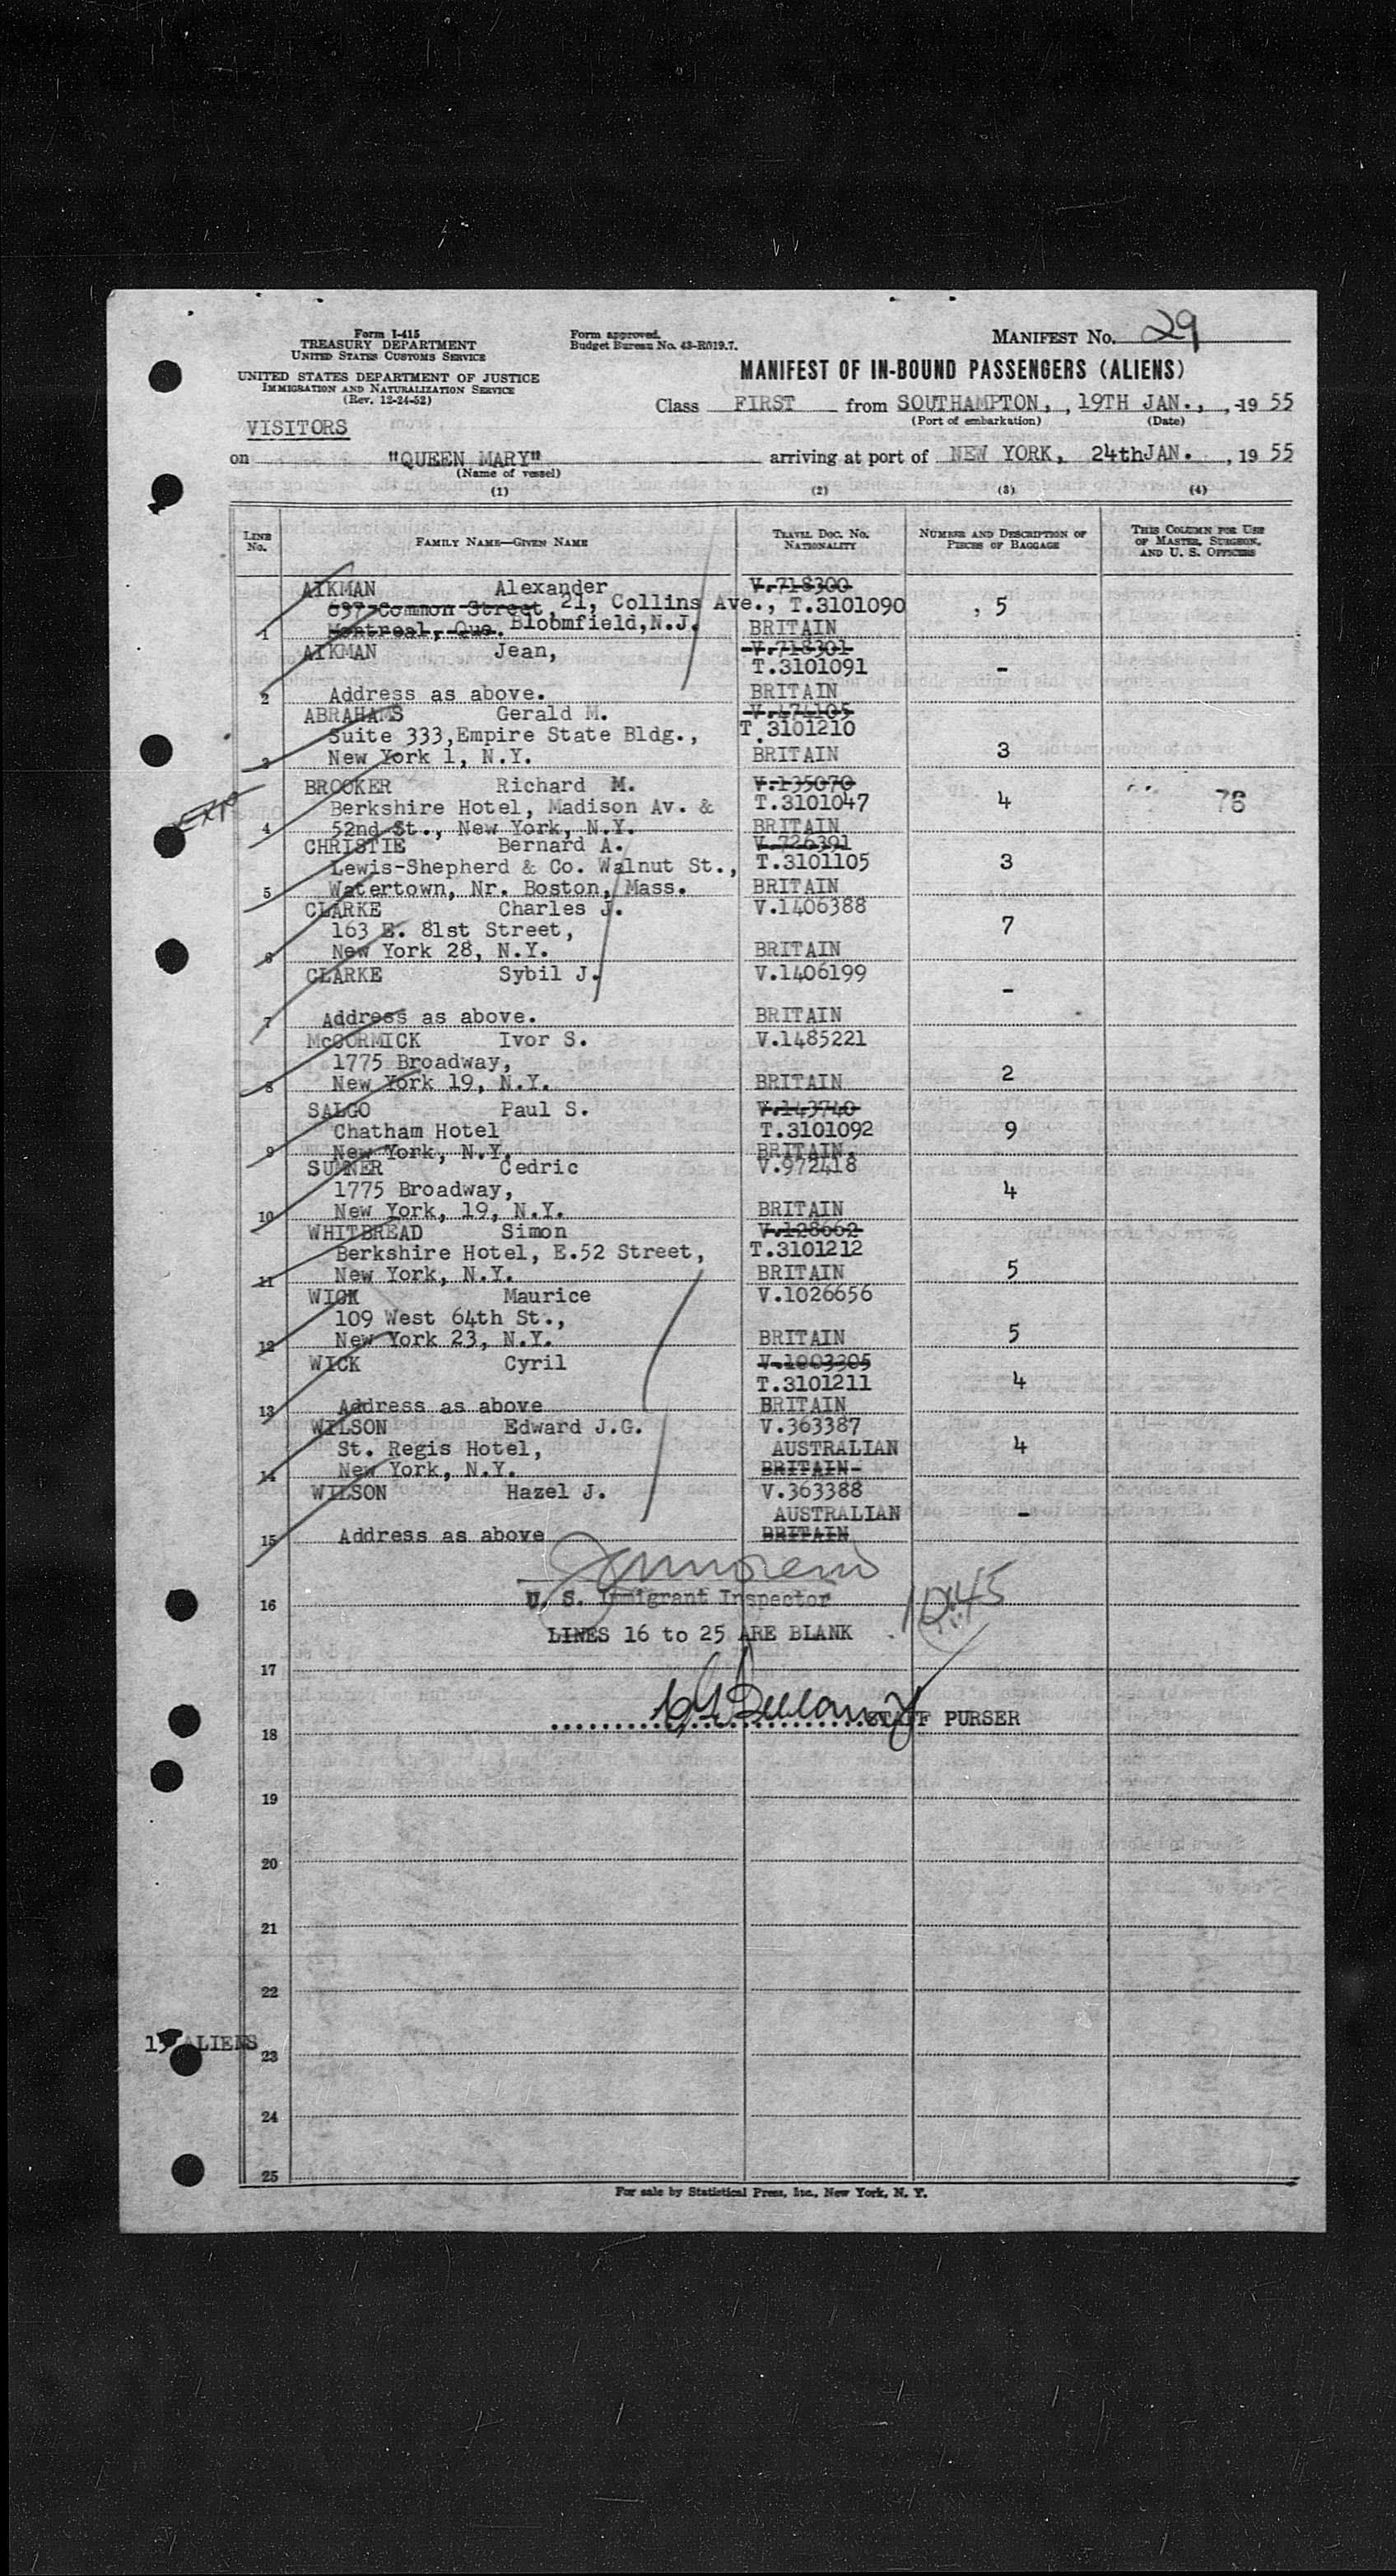 Form I-415
TREASURY DEPARTMENT
UNITED STATES CUSTOMS SERVICE
UNITED STATES DEPARTMENT OF JUSTICE
IMMIGRATION AND NATURALIZATION SERVICE
(Rev. 12-24-52)
Form approved.
Budget Bureau No. 43-R019.7.
MANIFEST No. 29
MANIFEST OF IN-BOUND PASSENGERS (ALIENS)
Class FIRST from SOUTHAMPTON, , 19TH JAN., , -19 55
(Port of embarkation) (Date)
VISITORS
on "QUEEN MARY" arriving at port of NEW YORK, 24thJAN. , 19 55
(Name of vessel)
(1) (2) (3) (4)
LINE No. FAMILY NAME—GIVEN NAME TRAVEL DOC. NO. NATIONALITY NUMBER AND DESCRIPTION OF PIECES OF BAGGAGE THIS COLUMN FOR USE OF MASTER, SURGEON, AND U. S. OFFICERS
AIKMAN Alexander V.718300
697 Common Street 21, Collins Ave., T.3101090 , 5
1 Montreal, Que. Bloomfield,N.J. BRITAIN
AIKMAN Jean, V.718301
T.3101091 -
2 Address as above. BRITAIN
ABRAHAMS Gerald M. V.474105
Suite 333,Empire State Bldg., T.3101210
3 New York 1, N.Y. BRITAIN 3
BROOKER Richard M. V.135070
Berkshire Hotel, Madison Av. & T.3101047 4 76
4 52nd St., New York, N.Y. BRITAIN
CHRISTIE Bernard A. V.726391
Lewis-Shepherd & Co. Walnut St., T.3101105 3
5 Watertown, Nr. Boston, Mass. BRITAIN
CLARKE Charles J. V.1406388
163 E. 81st Street, 7
6 New York 28, N.Y. BRITAIN
CLARKE Sybil J. V.1406199
-
7 Address as above. BRITAIN
McCORMICK Ivor S. V.1485221
1775 Broadway,
8 New York 19, N.Y. BRITAIN 2
SALGO Paul S. V.143740
Chatham Hotel T.3101092 9
9 New York, N.Y. BRITAIN.
SUMNER Cedric V.972418
1775 Broadway, 4
10 New York, 19, N.Y. BRITAIN
WHITBREAD Simon V.128662
Berkshire Hotel, E.52 Street, T.3101212
11 New York, N.Y. BRITAIN 5
WICK Maurice V.1026656
109 West 64th St.,
12 New York 23, N.Y. BRITAIN 5
WICK Cyril V.1003305
T.3101211 4
13 Address as above BRITAIN
WILSON Edward J.G. V.363387
St. Regis Hotel, AUSTRALIAN 4
14 New York, N.Y. BRITAIN-
WILSON Hazel J. V.363388
AUSTRALIAN -
15 Address as above BRITAIN
16 U. S. Immigrant Inspector 1045
LINES 16 to 25 ARE BLANK
17
18 STAFF PURSER
19
20
21
22
15 ALIENS
23
24
25
For sale by Statistical Press, Inc., New York, N. Y.